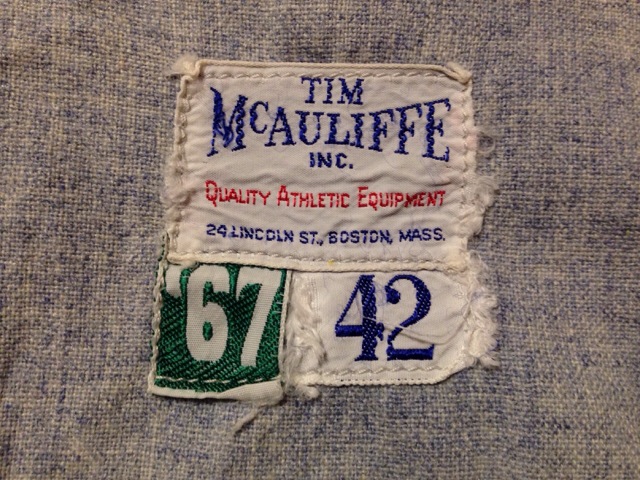 TIM
McAULIFFE
INC.
QUALITY ATHLETIC EQUIPMENT
24 LINCOLN ST., BOSTON, MASS.
'67 42